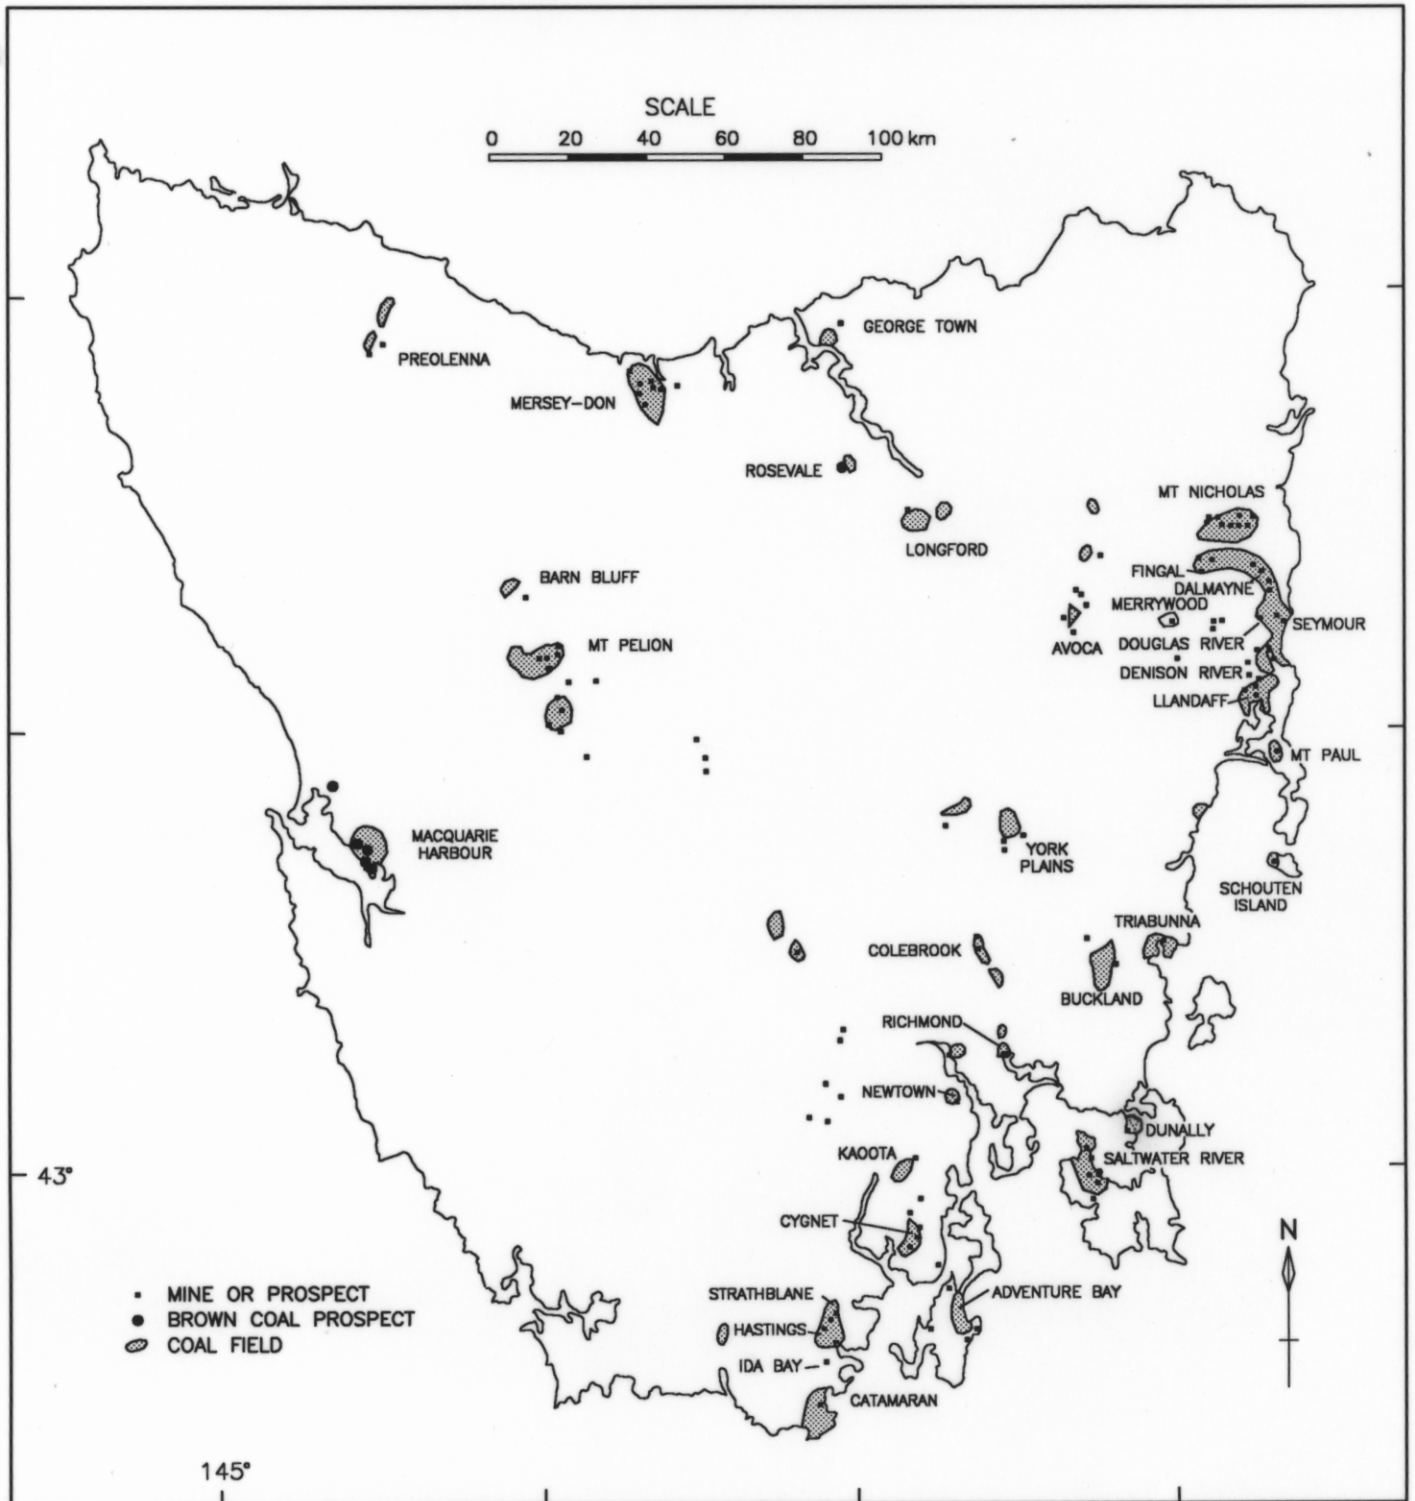 SCALE
0 20 40 60 80 100 km
GEORGE TOWN
PREOLENNA
MERSEY-DON
ROSEVALE
MT NICHOLAS
LONGFORD
FINGAL
BARN BLUFF
DALMAYNE
MERRYWOOD
SEYMOUR
MT PELION
AVOCA
DOUGLAS RIVER
DENISON RIVER
LLANDAFF
MT PAUL
MACQUARIE
HARBOUR
YORK
PLAINS
SCHOUTEN
ISLAND
TRIABUNNA
COLEBROOK
BUCKLAND
RICHMOND
NEWTOWN
DUNALLY
KAOOTA
SALTWATER RIVER
43°
CYGNET
N
STRATHBLANE
ADVENTURE BAY
MINE OR PROSPECT
BROWN COAL PROSPECT
COAL FIELD
HASTINGS
IDA BAY
CATAMARAN
145°